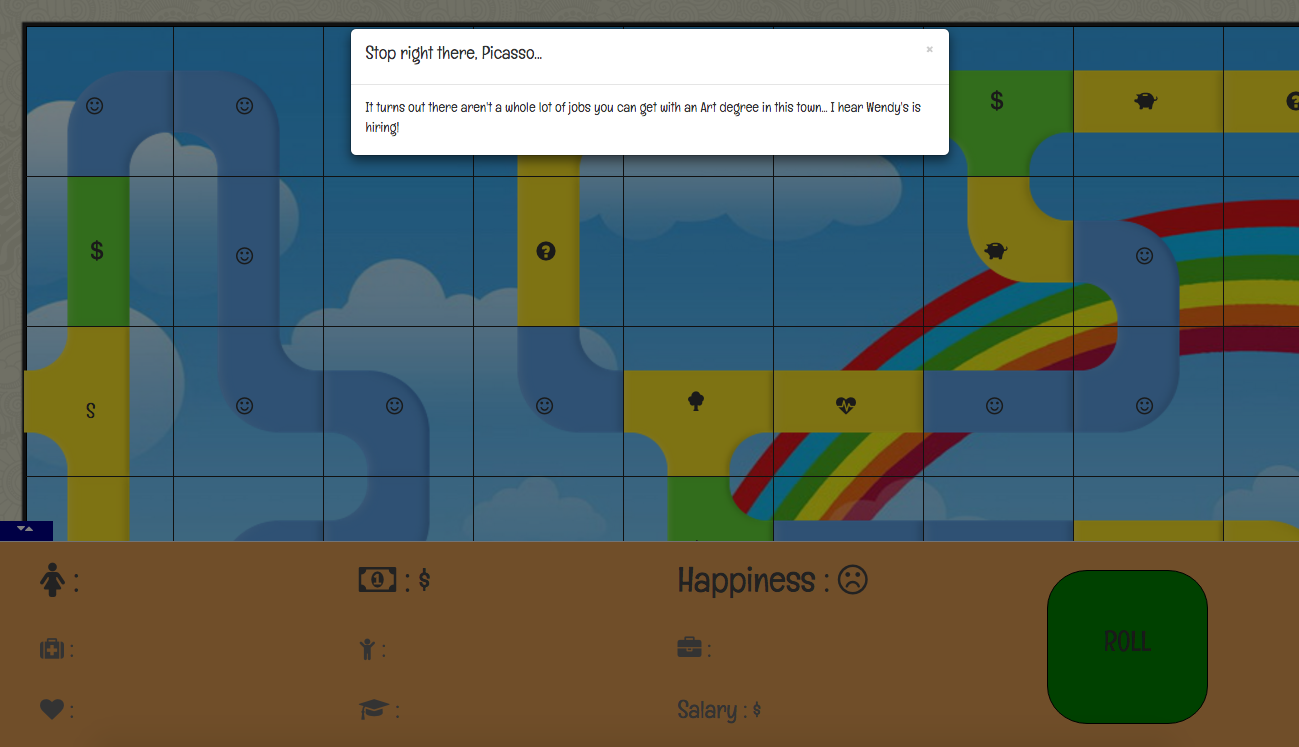 Stop right there, Picasso...
×
It turns out there aren't a whole lot of jobs you can get with an Art degree in this town... I hear Wendy's is
hiring!
$
?
$
?
S
:
1 : $
Happiness :
ROLL
:
:
:
:
:
Salary : $